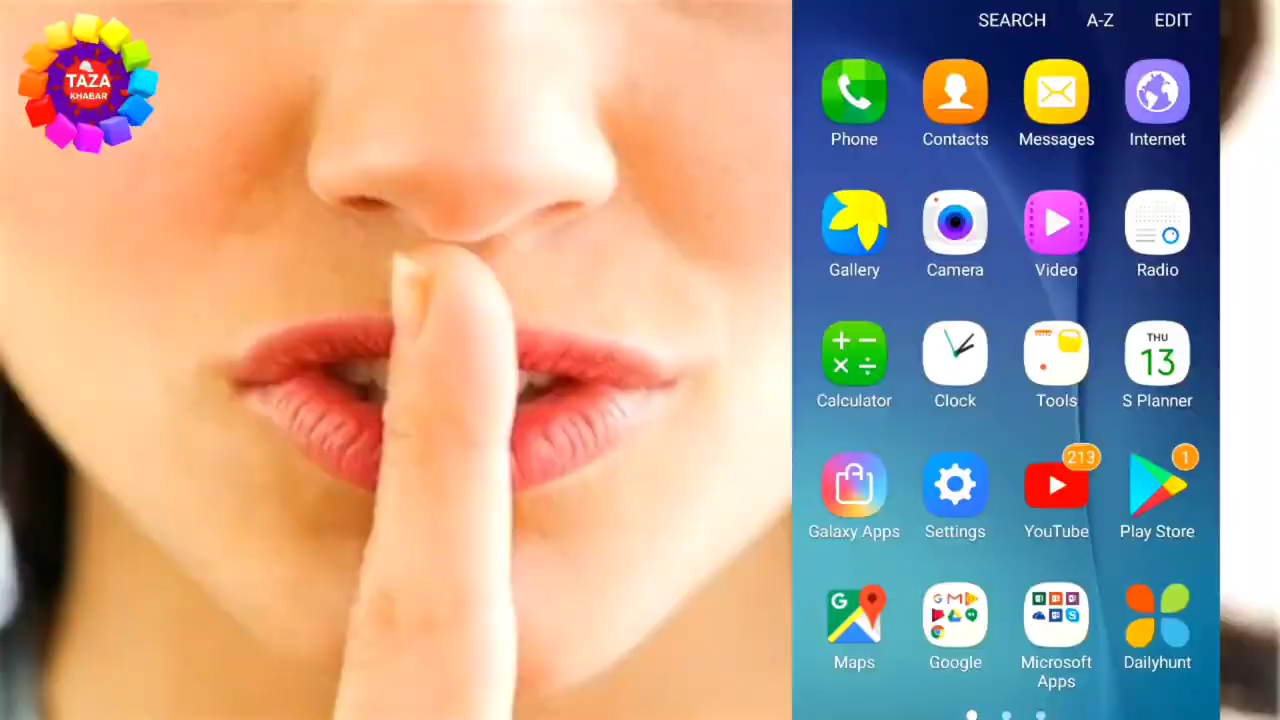 TAZA
KHABAR
SEARCH A-Z EDIT
Phone Contacts Messages Internet
Gallery Camera Video Radio
THU
13
Calculator Clock Tools S Planner
213 1
Galaxy Apps Settings YouTube Play Store
G G M
Maps Google Microsoft Apps Dailyhunt